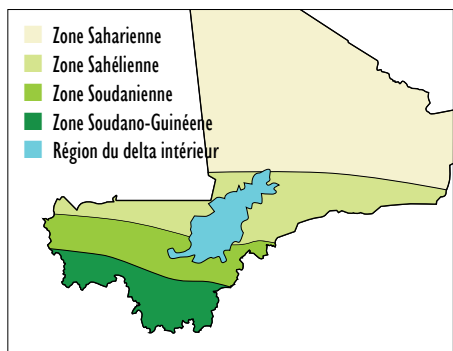 Zone Saharienne
Zone Sahélienne
Zone Soudanienne
Zone Soudano-Guinéene
Région du delta intérieur